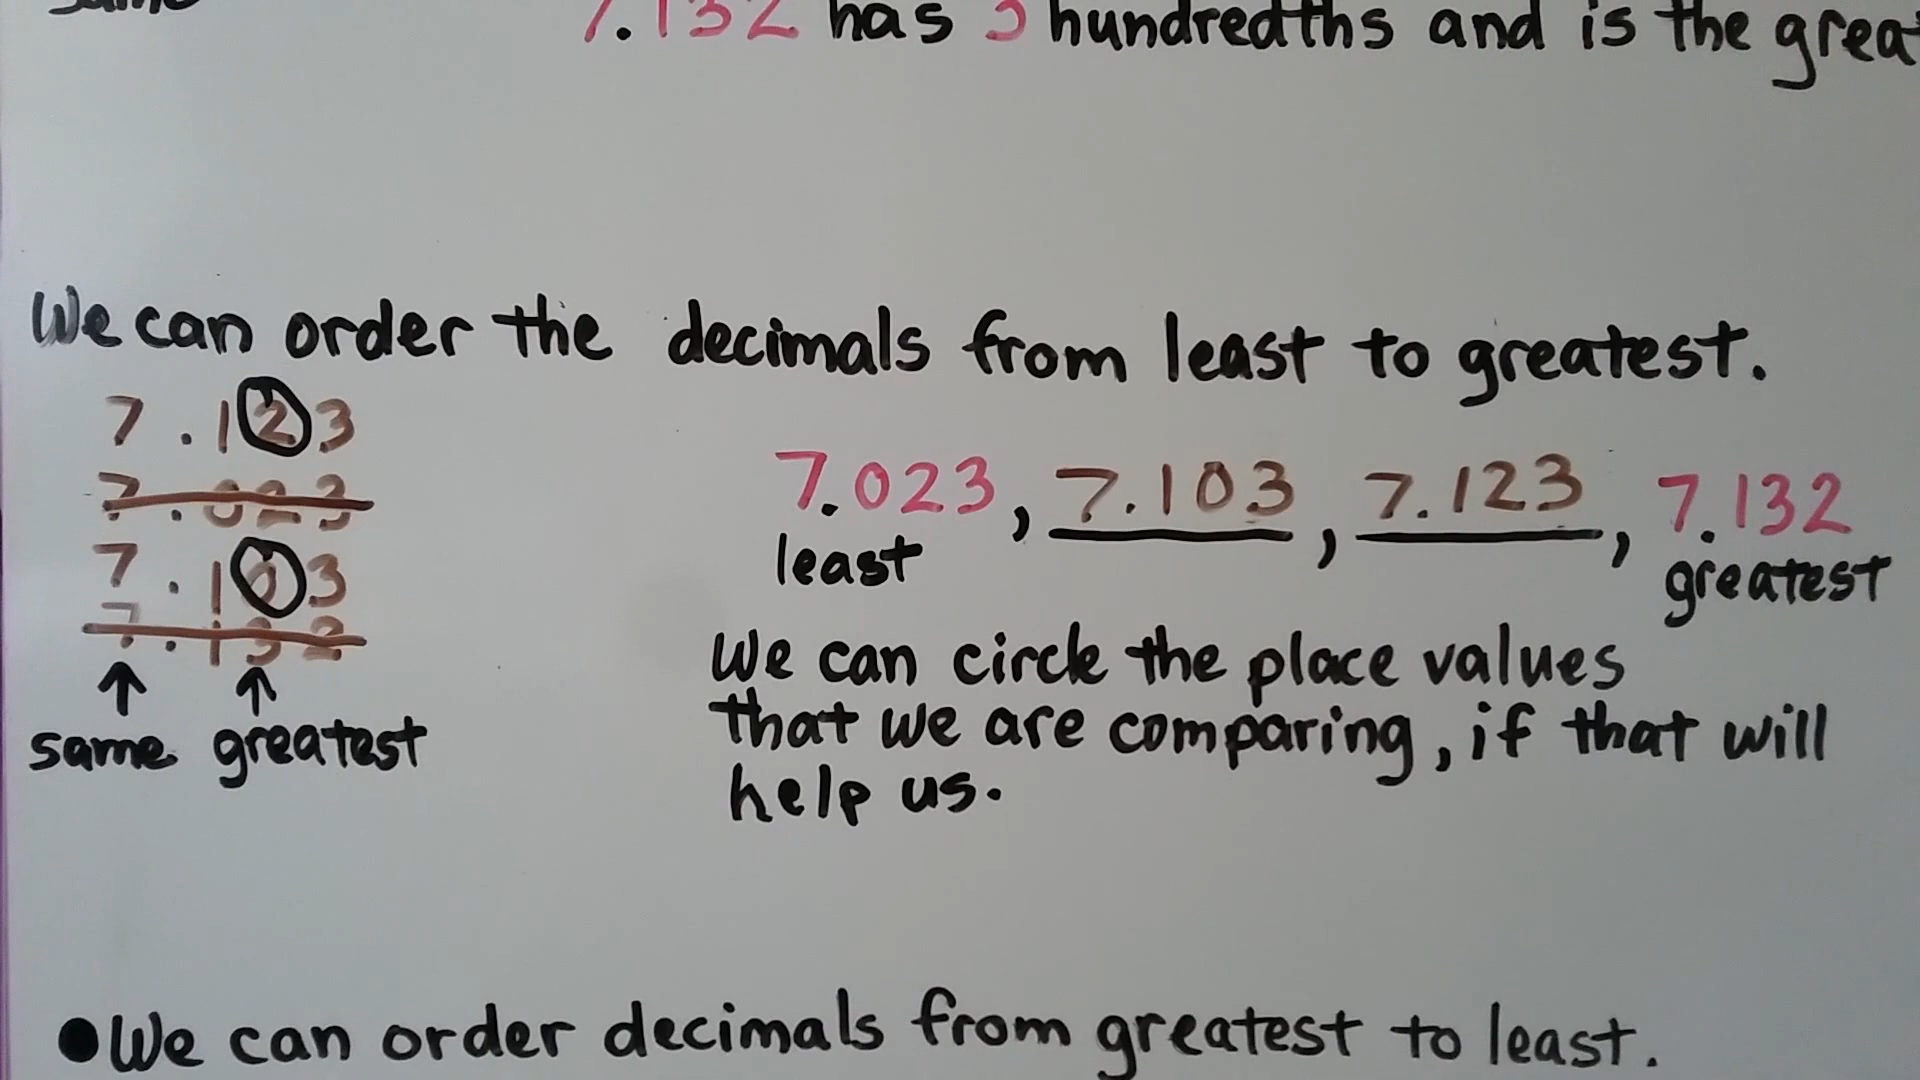 7.132 has 3 hundredths and is the
We can order the decimals from least to greatest.
7.123
7.023
7.103
7.132
↑ ↑
same greatest
7.023, 7.103, 7.123, 7.132
least greatest
We can circle the place values
that we are comparing, if that will
help us.
●We can order decimals from greatest to least.